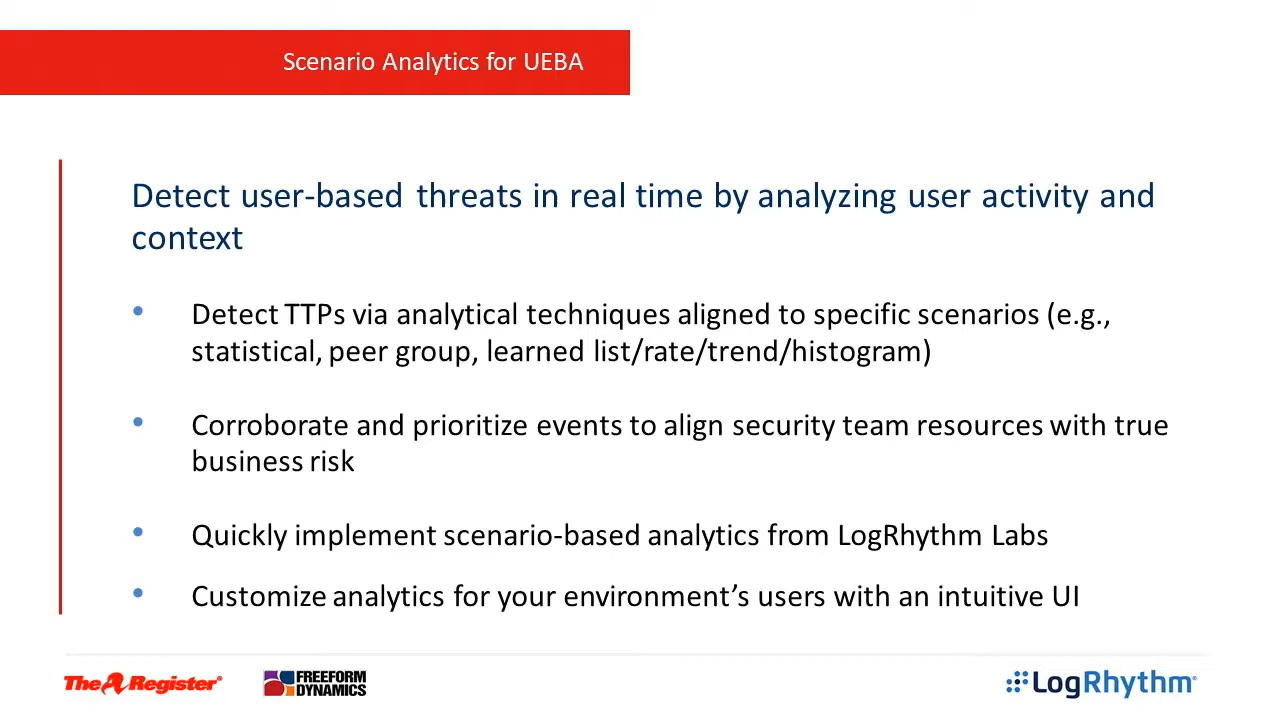 Scenario Analytics for UEBA
Detect user-based threats in real time by analyzing user activity and
context
• Detect TTPs via analytical techniques aligned to specific scenarios (e.g.,
statistical, peer group, learned list/rate/trend/histogram)
• Corroborate and prioritize events to align security team resources with true
business risk
• Quickly implement scenario-based analytics from LogRhythm Labs
• Customize analytics for your environment’s users with an intuitive UI
The Register®
FREEFORM
DYNAMICS
LogRhythm®